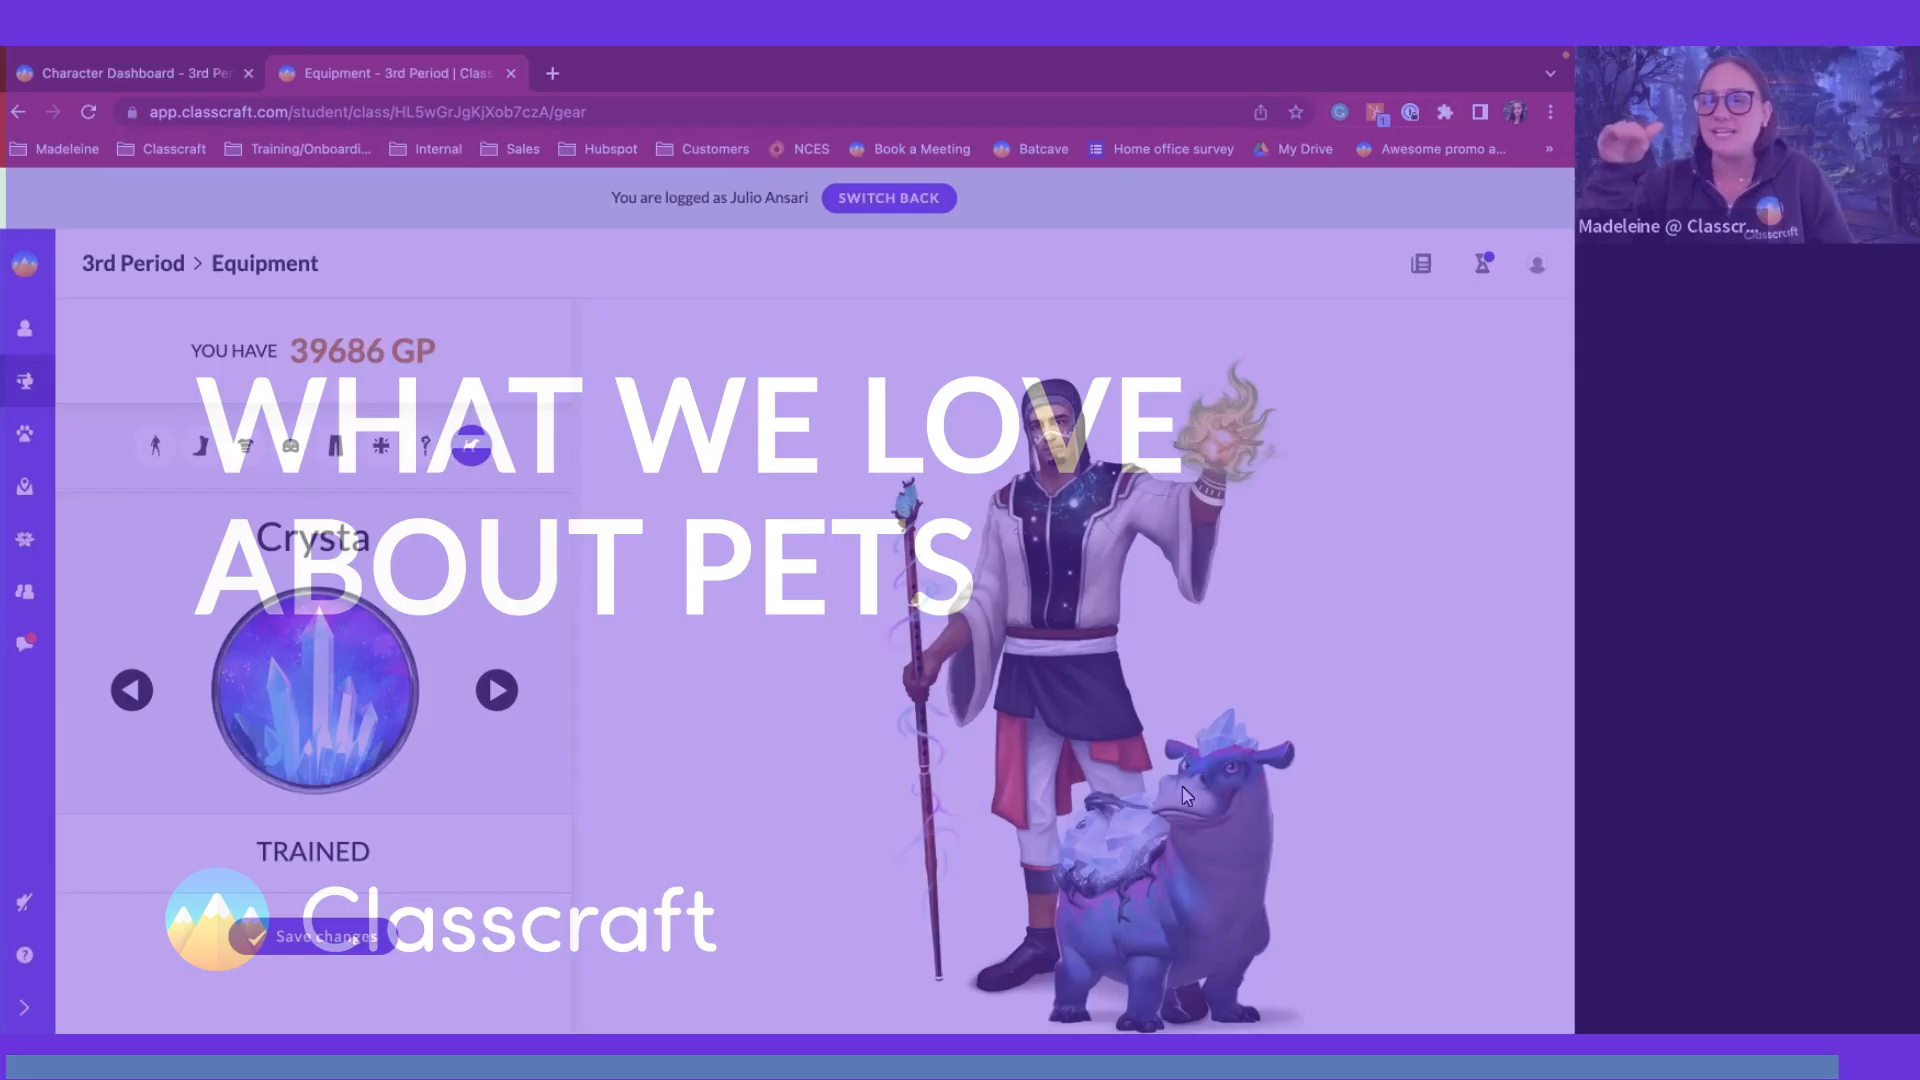 Character Dashboard - 3rd Pe
Equipment - 3rd Period | Class
app.classcraft.com/student/class/HL5wGrJgKjXob7czA/gear
1
Madeleine
Classcraft
Training/Onboardi...
Internal
Sales
Hubspot
Customers
NCES
Book a Meeting
Batcave
Home office survey
My Drive
Awesome promo a...
»
You are logged as Julio Ansari
SWITCH BACK
Madeleine @ Classcr...
Classcraft
3rd Period > Equipment
YOU HAVE 39686 GP
WHAT WE LOVE
ABOUT PETS
Crysta
TRAINED
Save changes
Classcraft